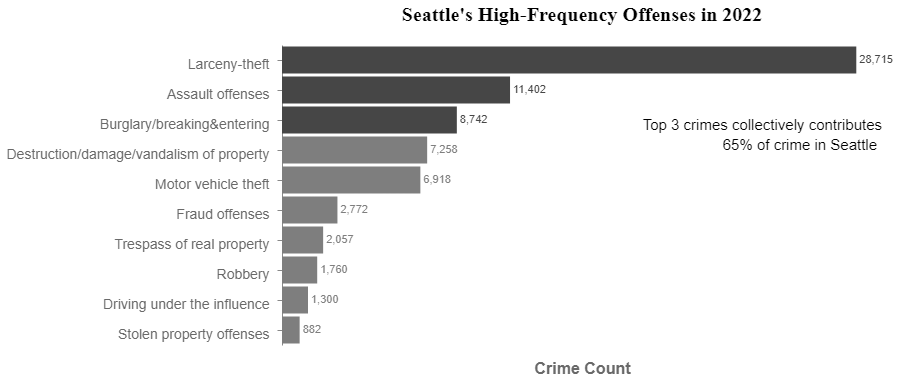 Seattle's High-Frequency Offenses in 2022
Larceny-theft 28,715
Assault offenses 11,402
Burglary/breaking&entering 8,742
Top 3 crimes collectively contributes
65% of crime in Seattle
Destruction/damage/vandalism of property 7,258
Motor vehicle theft 6,918
Fraud offenses 2,772
Trespass of real property 2,057
Robbery 1,760
Driving under the influence 1,300
Stolen property offenses 882
Crime Count